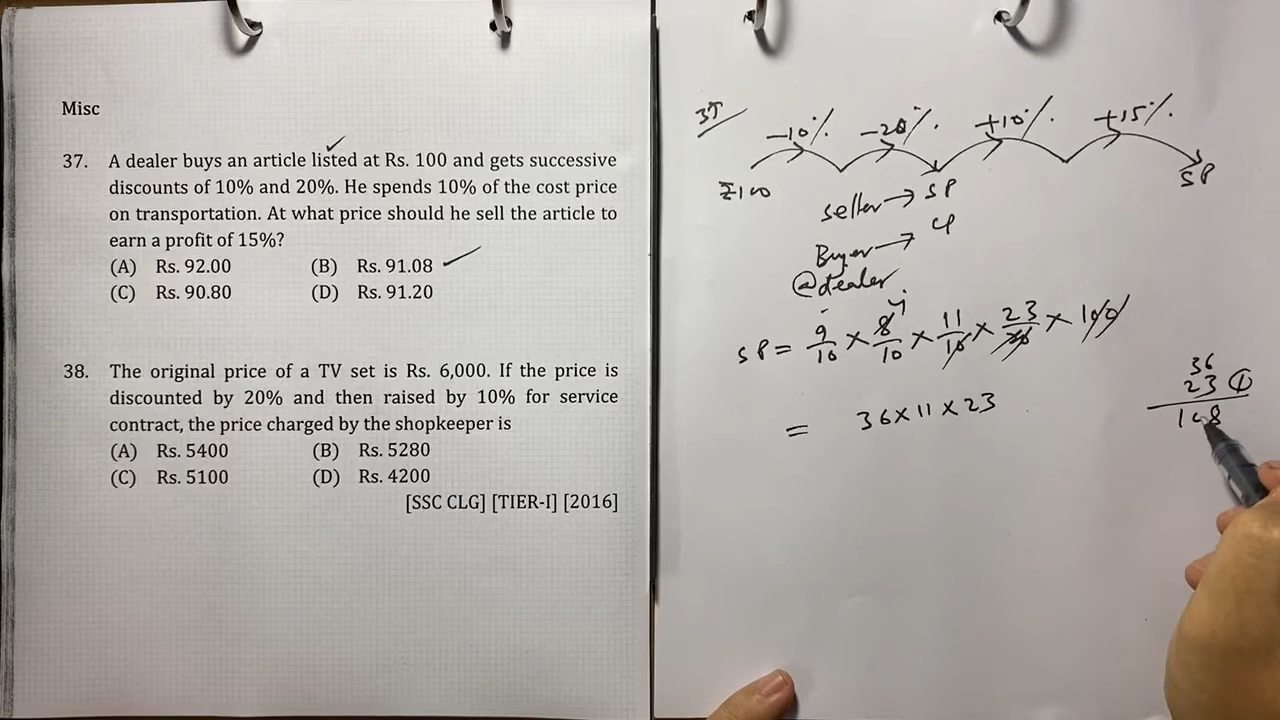 Misc
37. A dealer buys an article listed at Rs. 100 and gets successive
discounts of 10% and 20%. He spends 10% of the cost price
on transportation. At what price should he sell the article to
earn a profit of 15%?
(A) Rs. 92.00 (B) Rs. 91.08
(C) Rs. 90.80 (D) Rs. 91.20
38. The original price of a TV set is Rs. 6,000. If the price is
discounted by 20% and then raised by 10% for service
contract, the price charged by the shopkeeper is
(A) Rs. 5400 (B) Rs. 5280
(C) Rs. 5100 (D) Rs. 4200
[SSC CLG] [TIER-I] [2016]
37
-10% -20% +10% +15%
₹100 SP
seller → SP
Buyer → CP
@dealer
4
SP = 9/10 × 8/10 × 11/10 × 23/20 × 100
= 36 × 11 × 23
36
23 ①
108